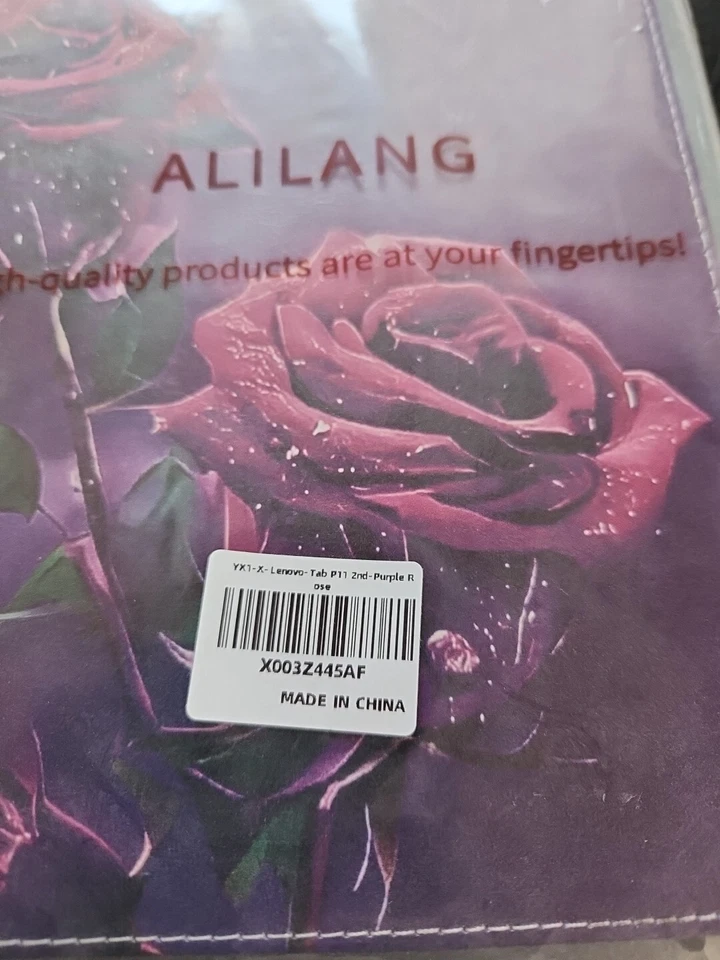 ALILANG
gh-quality products are at your fingertips!
YX1-X-Lenovo-Tab P11 2nd-Purple R
ose
X003Z445AF
MADE IN CHINA